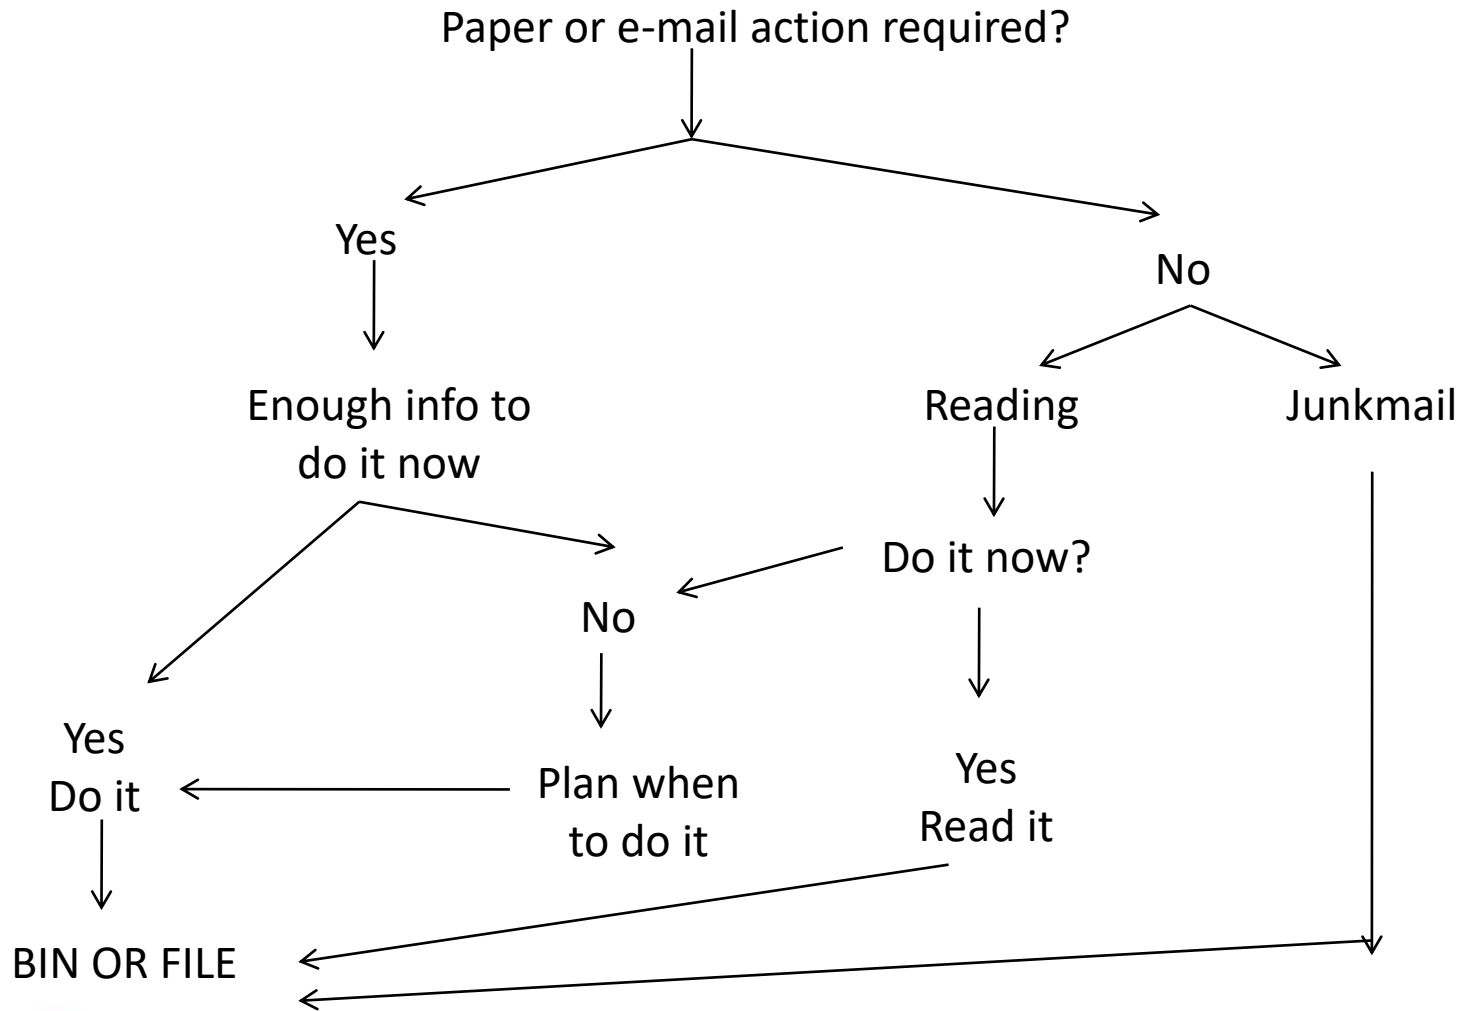 Paper or e-mail action required?
Yes
No
Enough info to
do it now
Reading
Junkmail
Do it now?
No
Yes
Do it
Plan when
to do it
Yes
Read it
BIN OR FILE